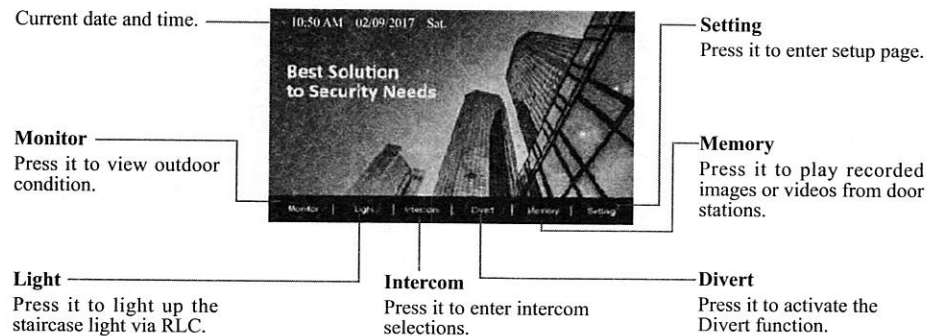 Current date and time.
10:50 AM 02/09/2017 Sat.
Best Solution
to Security Needs
Setting
Press it to enter setup page.
Monitor
Press it to view outdoor
condition.
Memory
Press it to play recorded
images or videos from door
stations.
Monitor | Light | Intercom | Divert | Memory | Setting
Light
Press it to light up the
staircase light via RLC.
Intercom
Press it to enter intercom
selections.
Divert
Press it to activate the
Divert function.